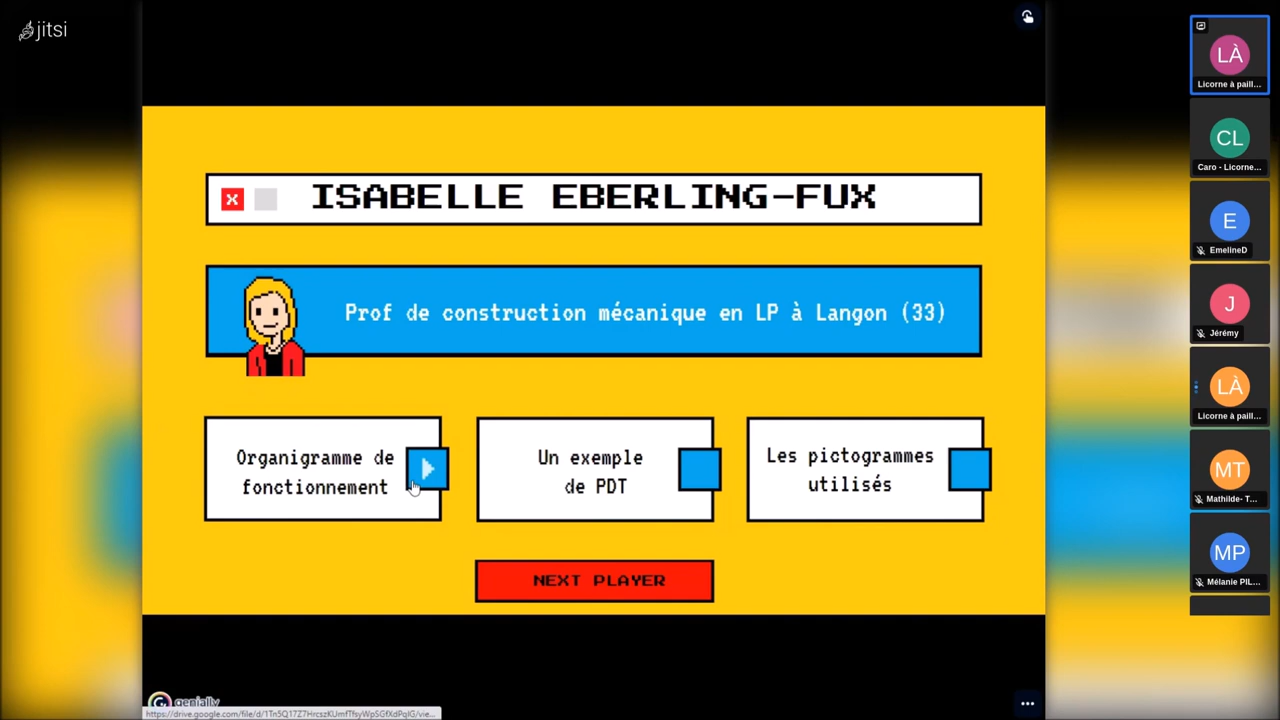 jitsi
ISABELLE EBERLING-FUX
Prof de construction mécanique en LP à Langon (33)
Organigramme de
fonctionnement
Un exemple
de PDT
Les pictogrammes
utilisés
NEXT PLAYER
genially
LÀ
Licorne à paill...
CL
Caro - Licorne...
E
EmelineD
J
Jérémy
LÀ
Licorne à paill...
MT
Mathilde- T...
MP
Mélanie PIL...